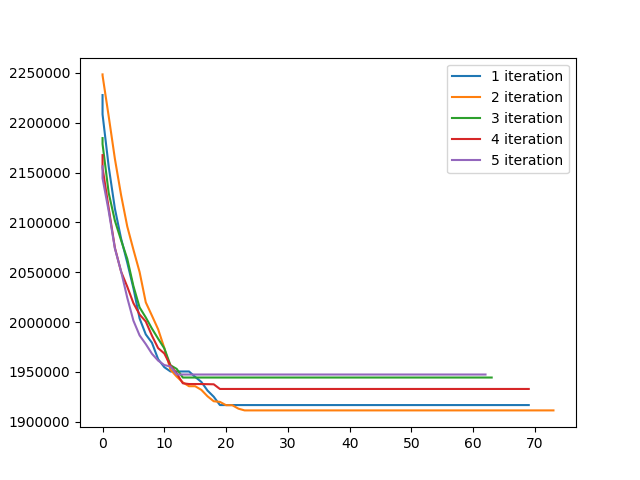 2250000
2200000
2150000
2100000
2050000
2000000
1950000
1900000
0 10 20 30 40 50 60 70
1 iteration
2 iteration
3 iteration
4 iteration
5 iteration